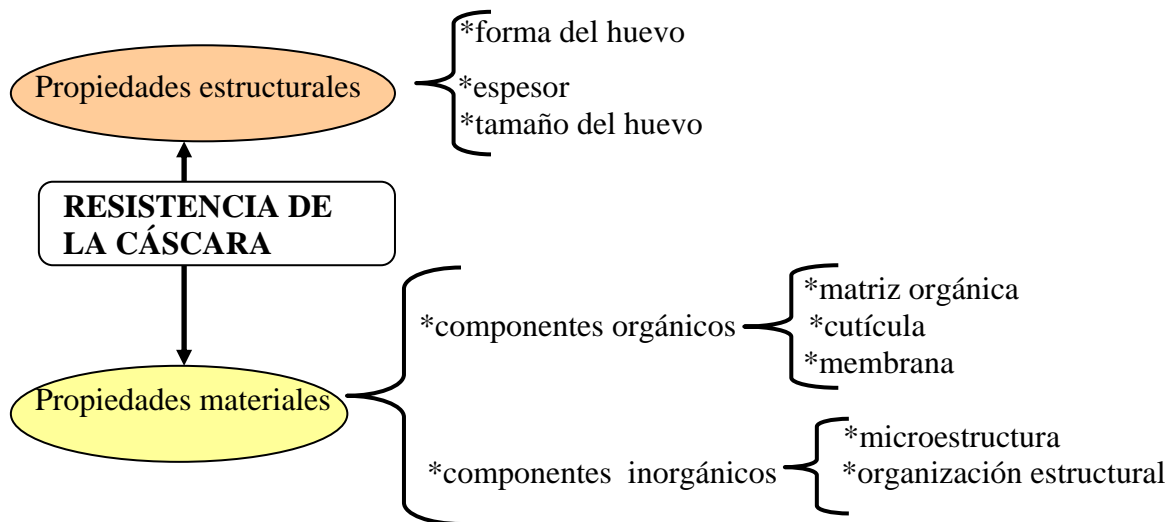 *forma del huevo
Propiedades estructurales
*espesor
*tamaño del huevo
RESISTENCIA DE
LA CÁSCARA
*matriz orgánica
*componentes orgánicos
*cutícula
*membrana
Propiedades materiales
*microestructura
*componentes inorgánicos
*organización estructural